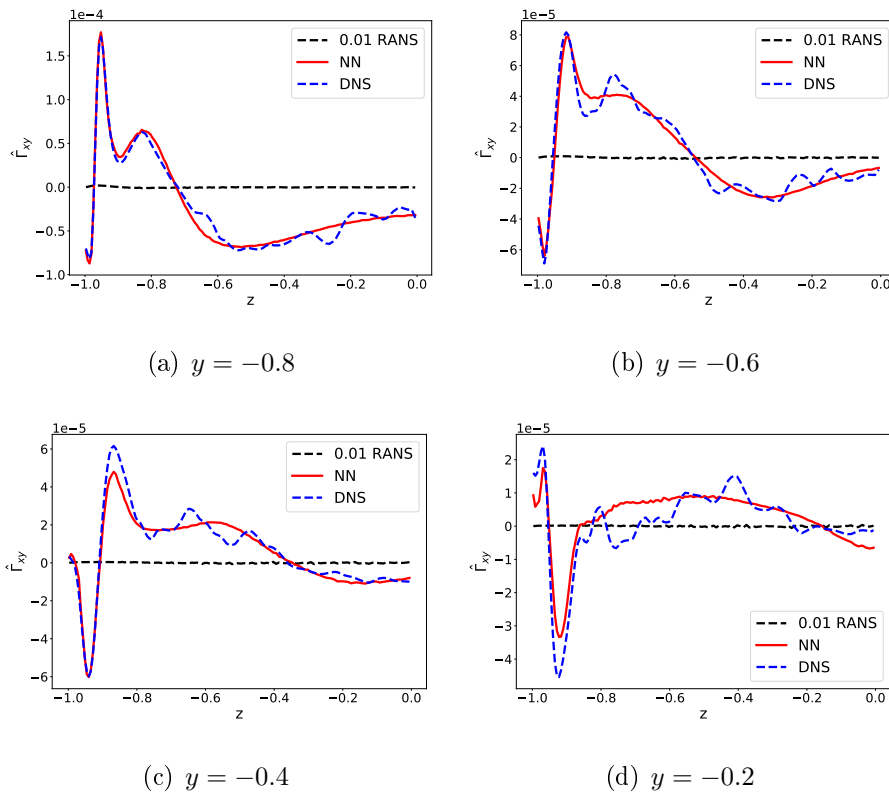 1e−4
1.5
1.0
0.5
0.0
−0.5
−1.0
Γ̂xy
−1.0 −0.8 −0.6 −0.4 −0.2 0.0
z
0.01 RANS
NN
DNS
(a) y = −0.8
1e−5
8
6
4
2
0
−2
−4
−6
Γ̂xy
−1.0 −0.8 −0.6 −0.4 −0.2 0.0
z
0.01 RANS
NN
DNS
(b) y = −0.6
1e−5
6
4
2
0
−2
−4
−6
Γ̂xy
−1.0 −0.8 −0.6 −0.4 −0.2 0.0
z
0.01 RANS
NN
DNS
(c) y = −0.4
1e−5
2
1
0
−1
−2
−3
−4
Γ̂xy
−1.0 −0.8 −0.6 −0.4 −0.2 0.0
z
0.01 RANS
NN
DNS
(d) y = −0.2